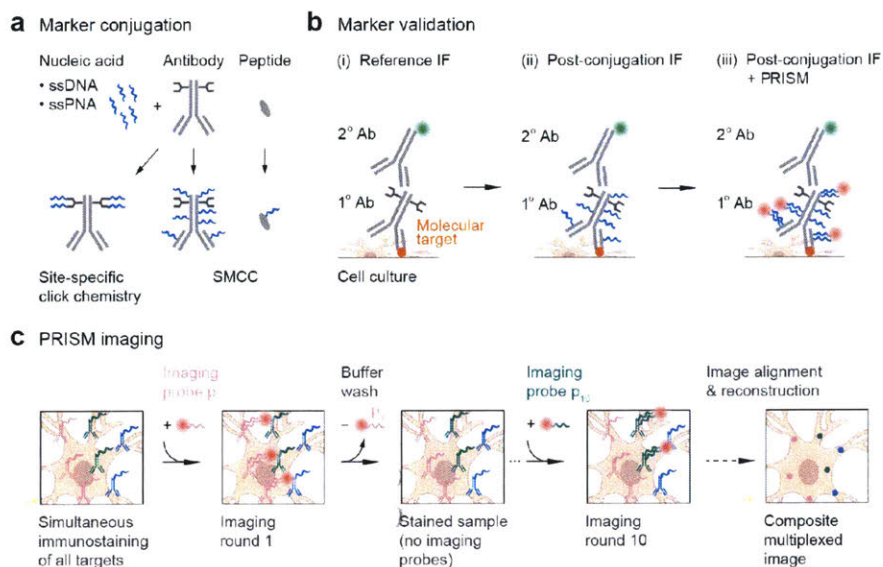 a Marker conjugation
Nucleic acid
• ssDNA
• ssPNA
+
Antibody
Peptide
Site-specific
click chemistry
SMCC
b Marker validation
(i) Reference IF
(ii) Post-conjugation IF
(iii) Post-conjugation IF
+ PRISM
2° Ab
1° Ab
Molecular
target
Cell culture
2° Ab
1° Ab
2° Ab
1° Ab
c PRISM imaging
Imaging
probe
+
Buffer
wash
−
Imaging
probe p10
+
Image alignment
& reconstruction
Simultaneous
immunostaining
of all targets
Imaging
round 1
Stained sample
(no imaging
probes)
...
Imaging
round 10
Composite
multiplexed
image